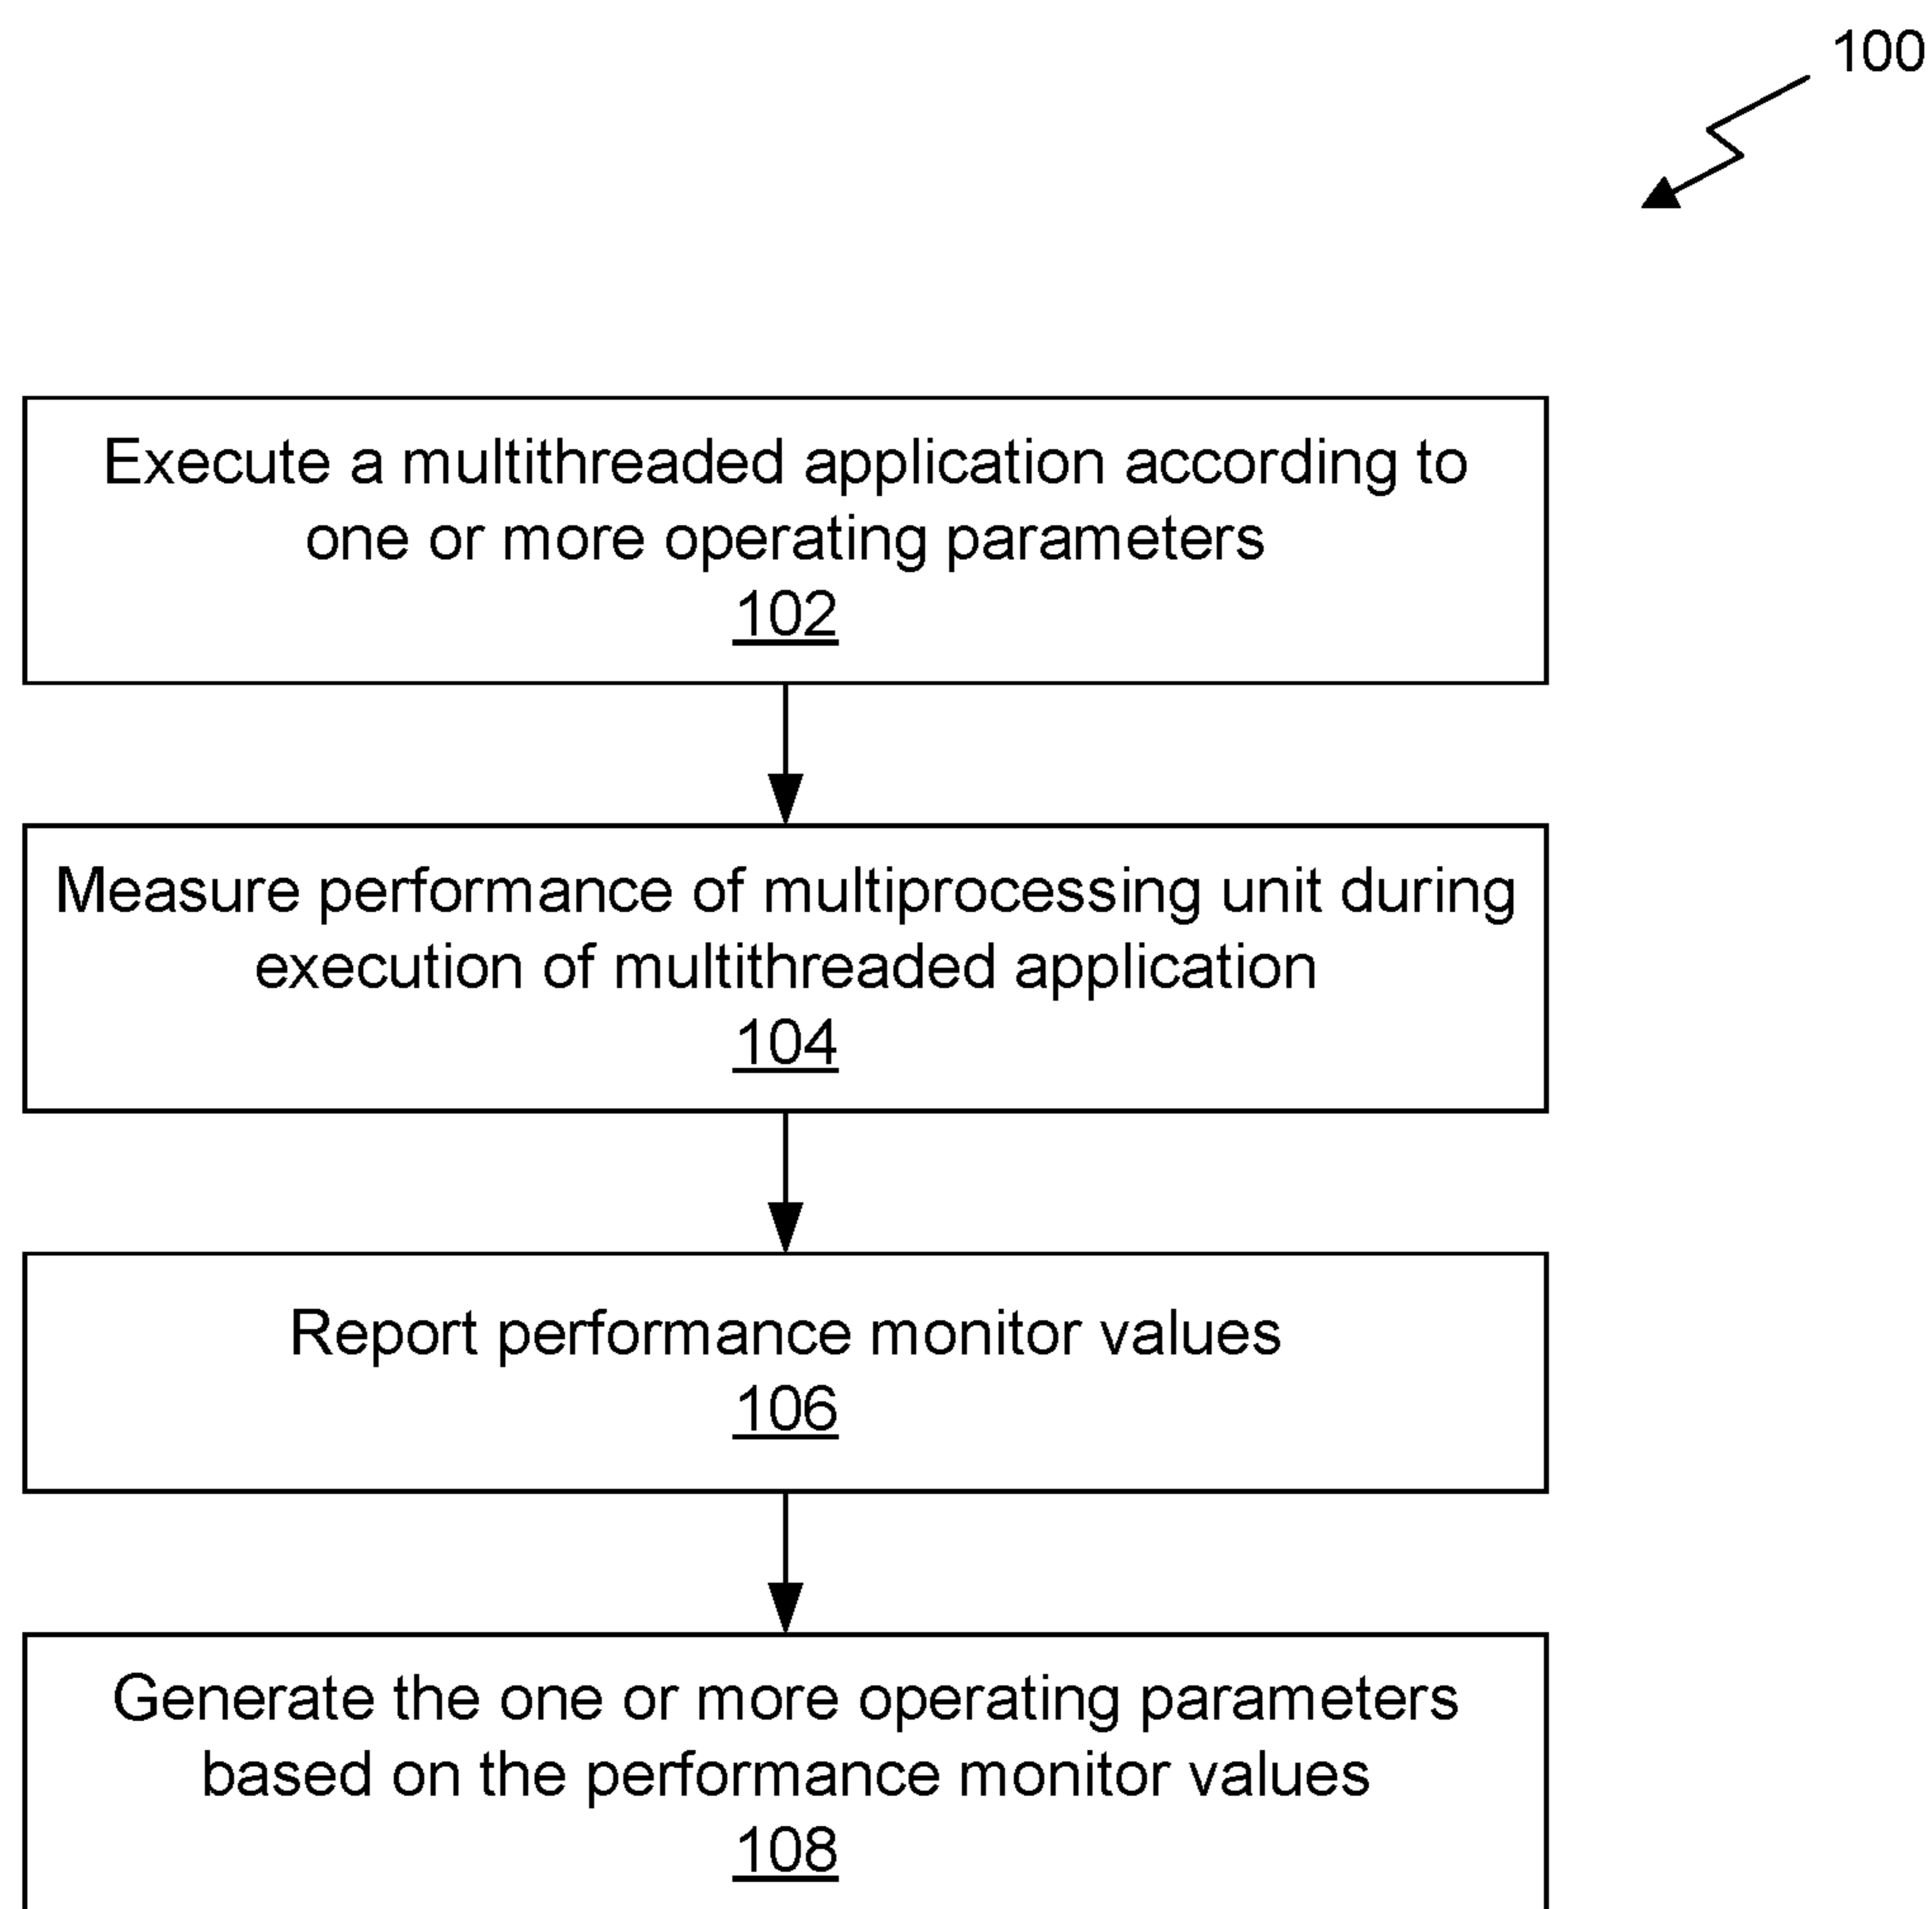 100
Execute a multithreaded application according to
one or more operating parameters
102
Measure performance of multiprocessing unit during
execution of multithreaded application
104
Report performance monitor values
106
Generate the one or more operating parameters
based on the performance monitor values
108